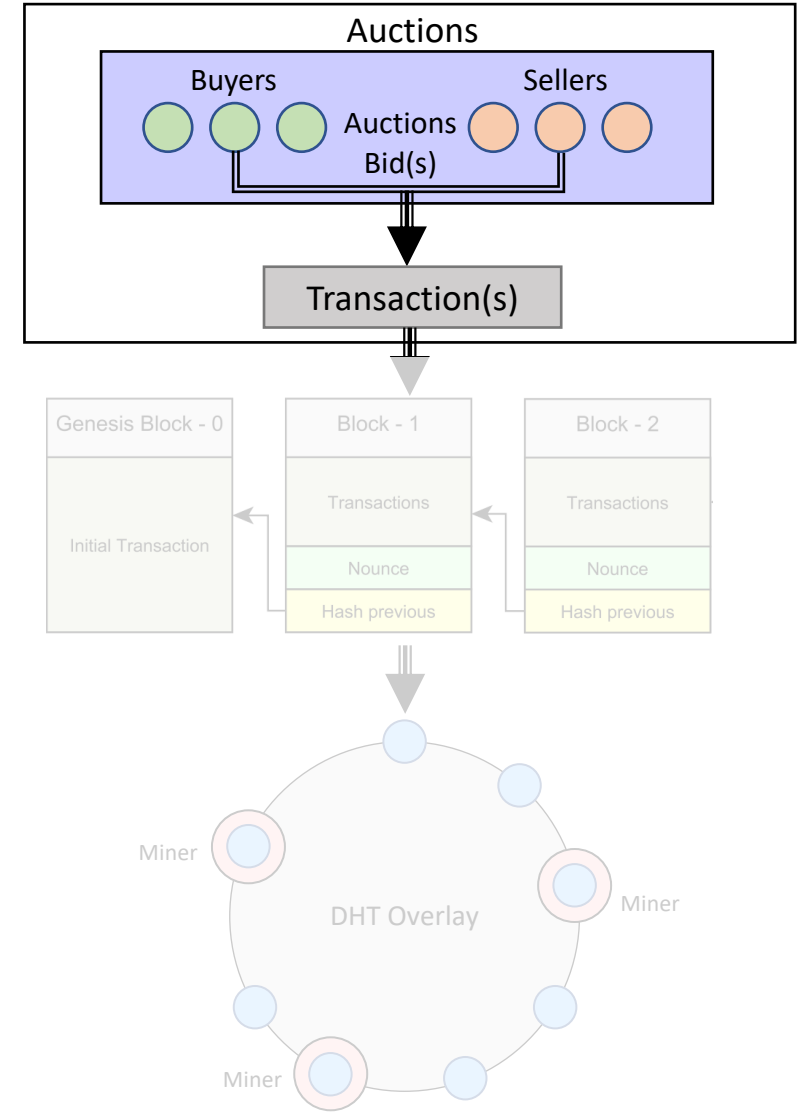 Auctions
Buyers
Sellers
Auctions
Bid(s)
Transaction(s)
Genesis Block - 0
Block - 1
Block - 2
Initial Transaction
Transactions
Transactions
Nounce
Nounce
Hash previous
Hash previous
Miner
Miner
DHT Overlay
Miner